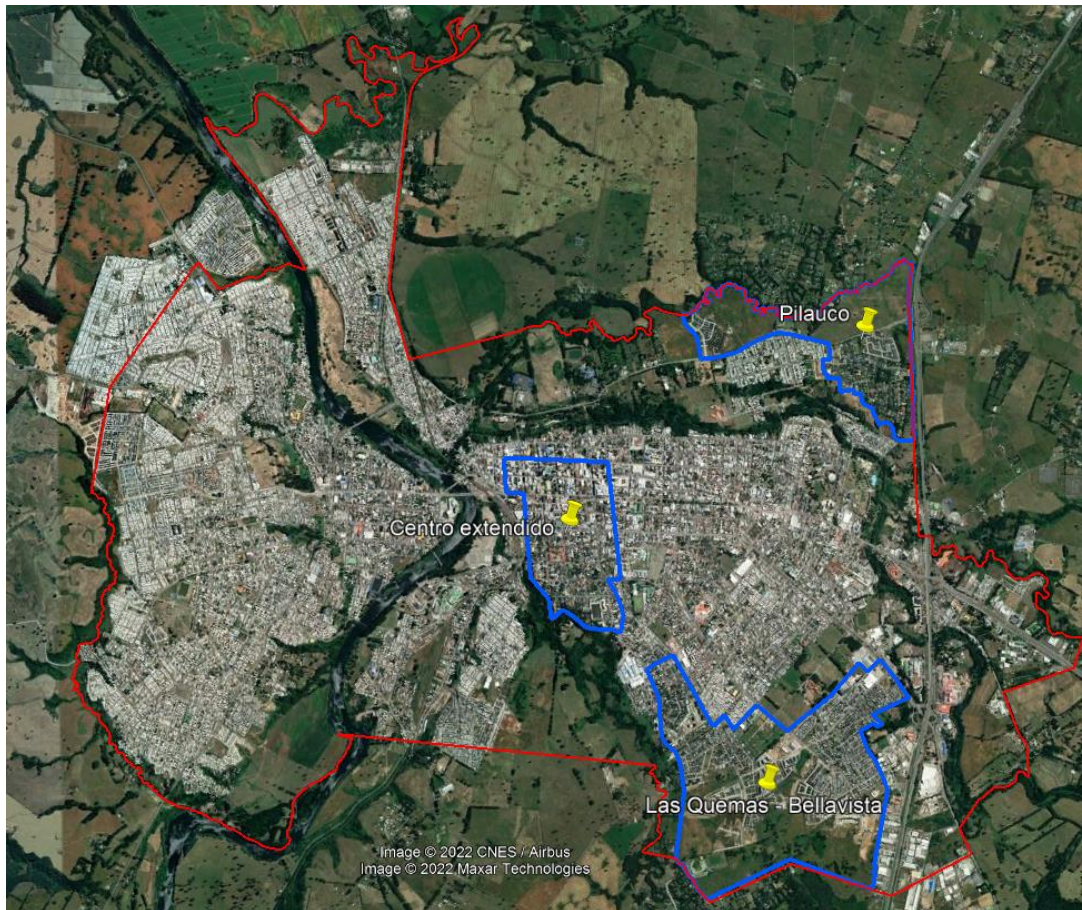 Pilauco
Centro extendido
Las Quemas - Bellavista
Image © 2022 CNES / Airbus
Image © 2022 Maxar Technologies